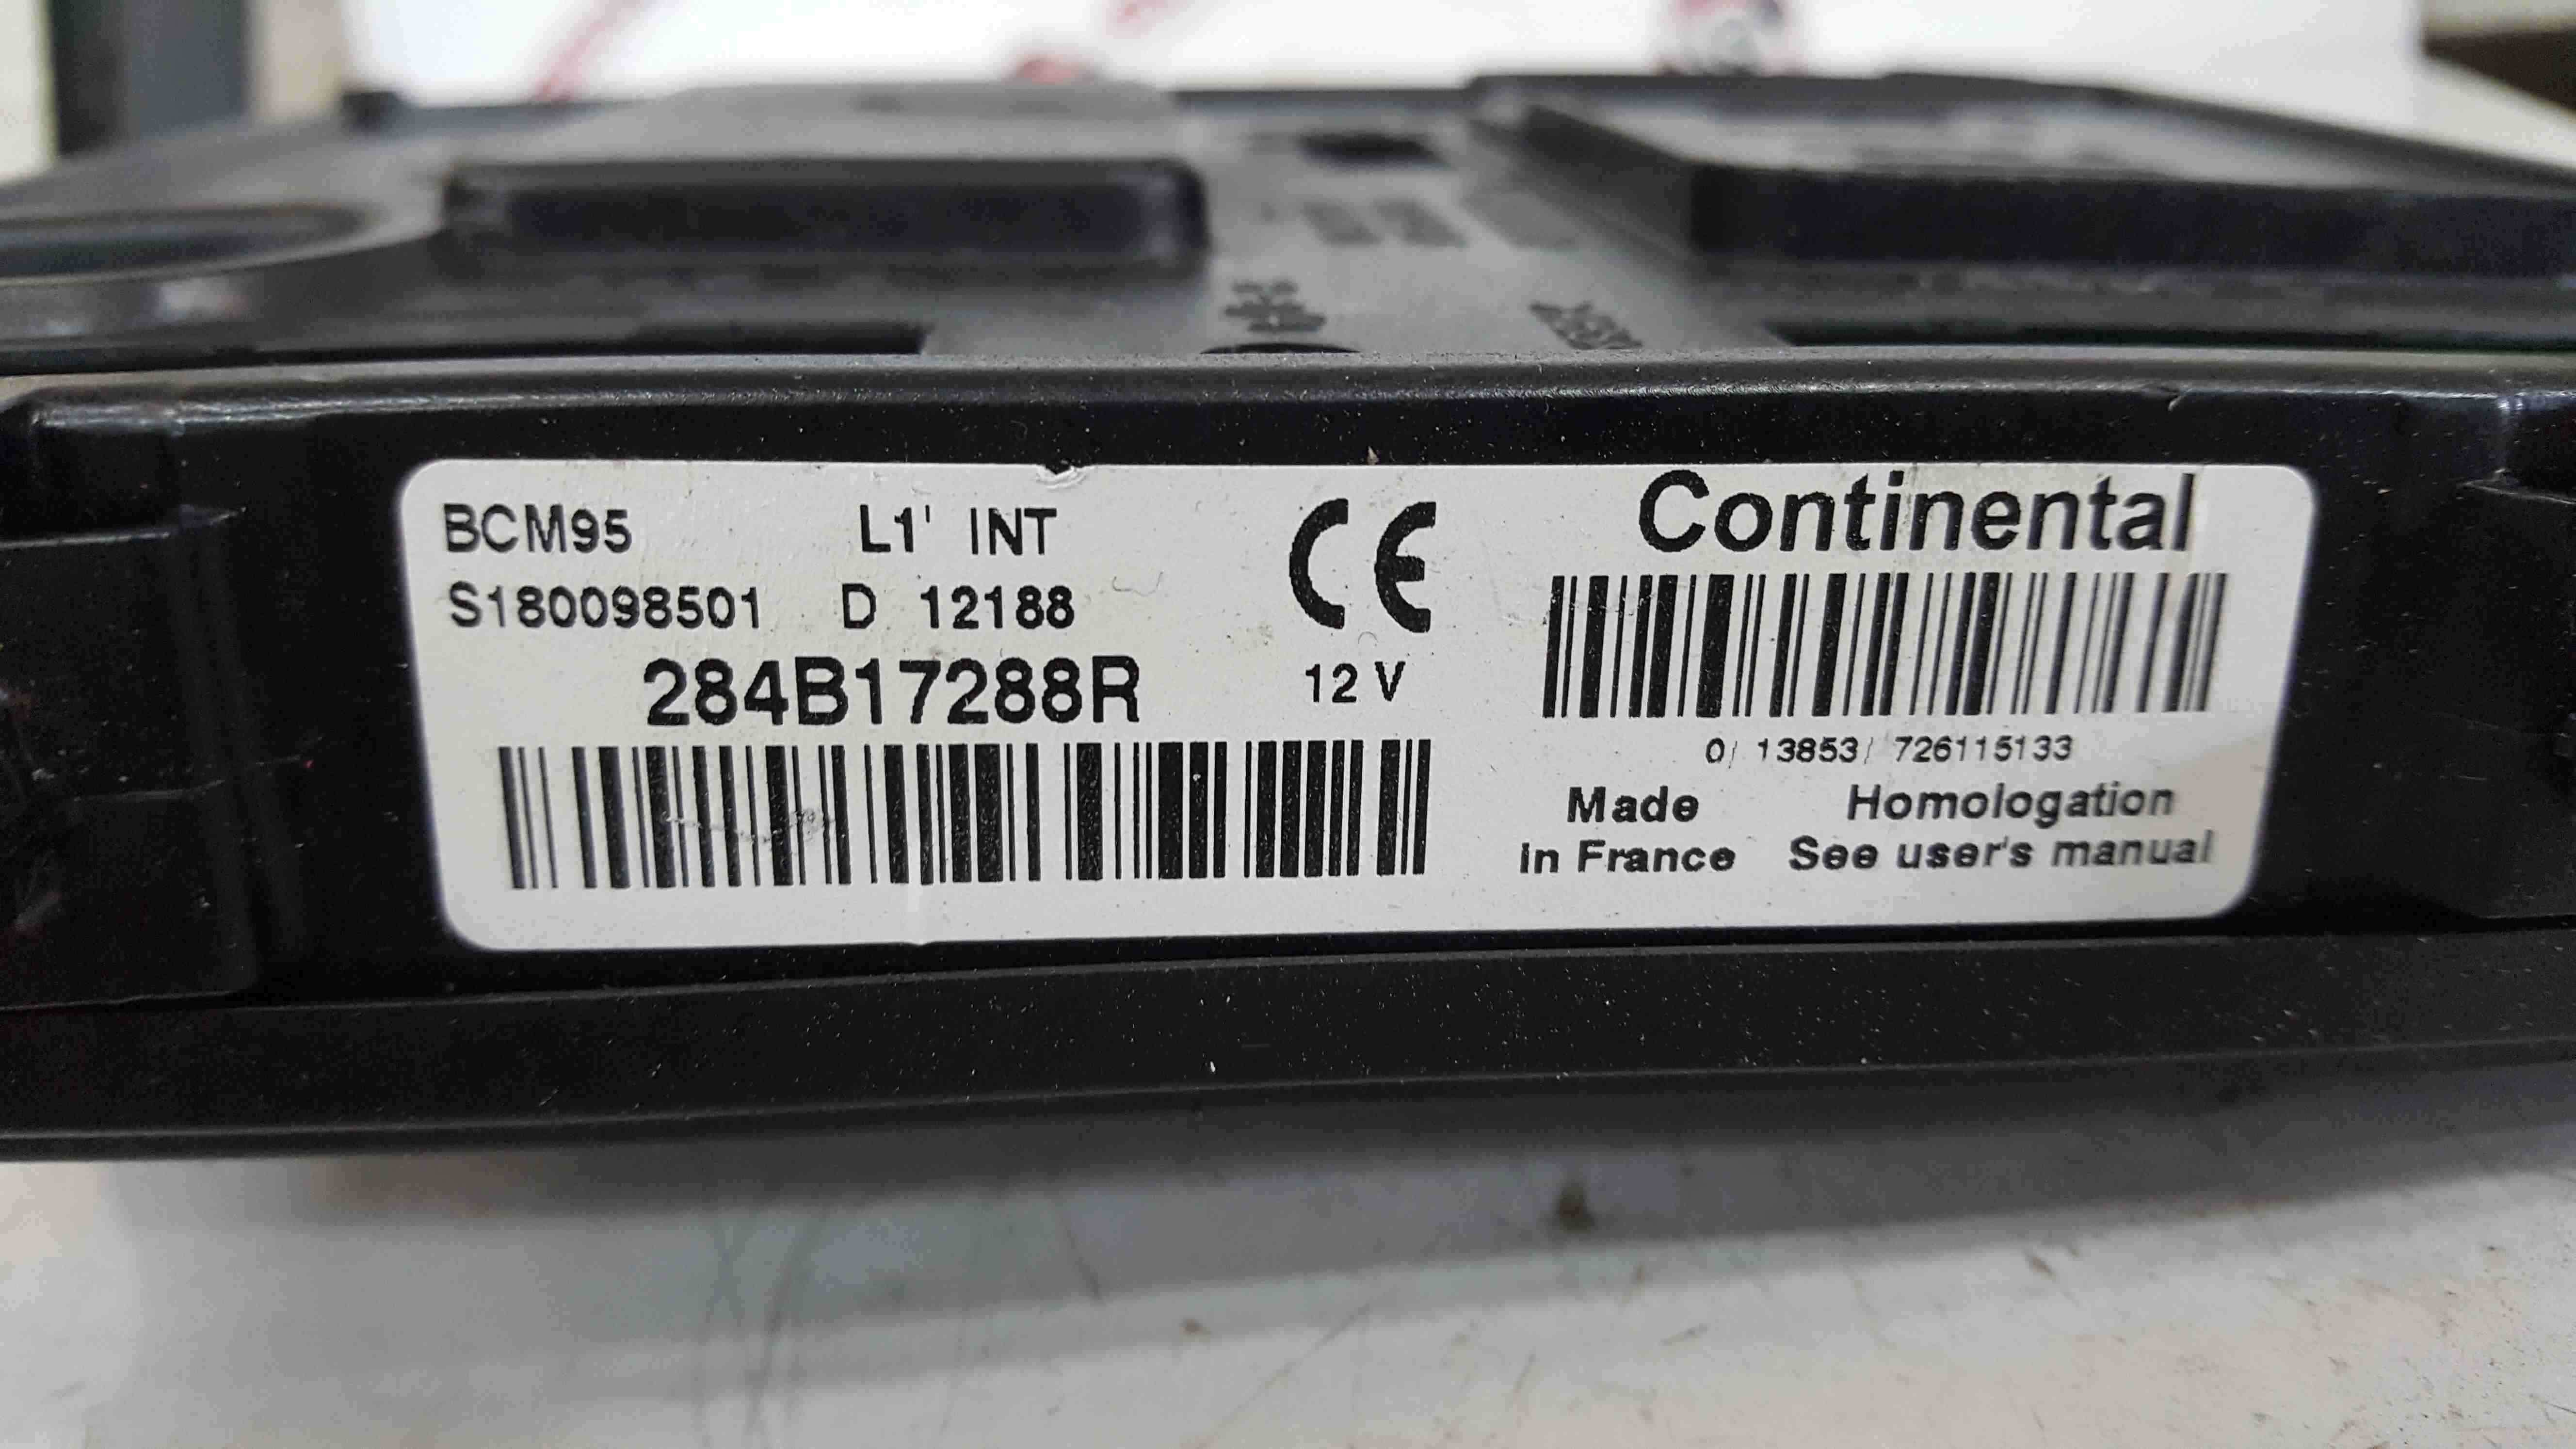 BCM95 L1' INT
S180098501 D 12188
284B17288R
CE
12 V
Continental
0/ 13853/ 726115133
Made
in France
Homologation
See user's manual